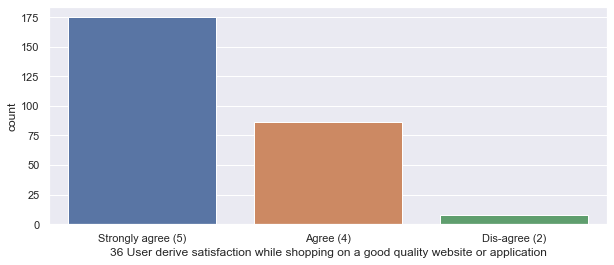 175
150
125
100
75
50
25
0
count
Strongly agree (5) Agree (4) Dis-agree (2)
36 User derive satisfaction while shopping on a good quality website or application